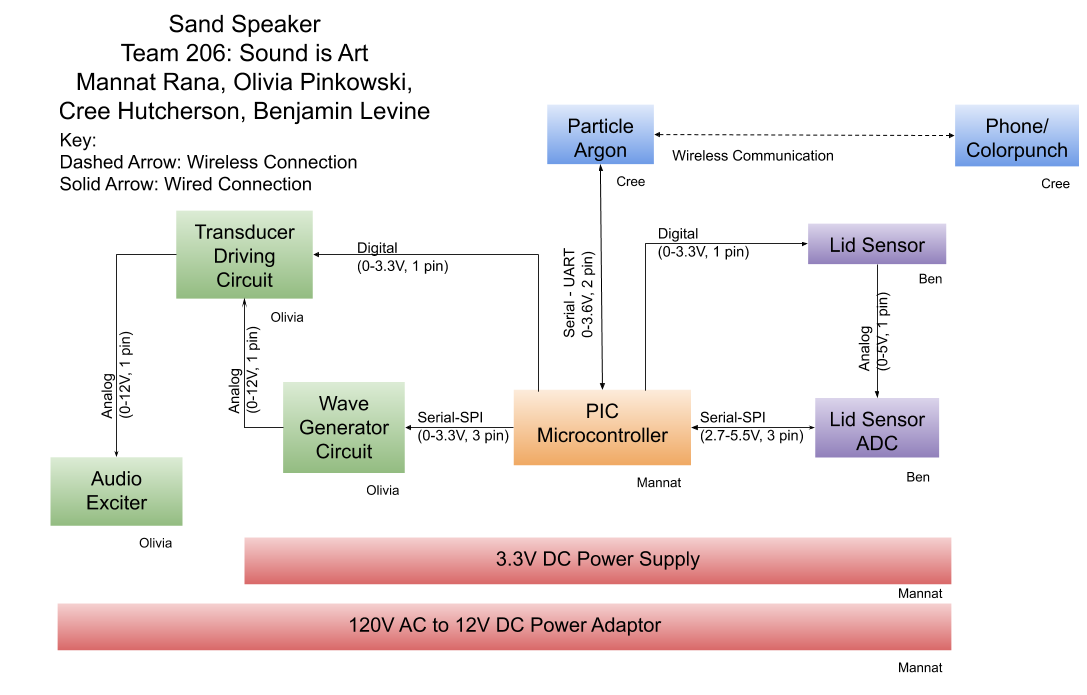 Sand Speaker
Team 206: Sound is Art
Mannat Rana, Olivia Pinkowski,
Cree Hutcherson, Benjamin Levine
Key:
Dashed Arrow: Wireless Connection
Solid Arrow: Wired Connection
Particle
Argon
Cree
Wireless Communication
Phone/
Colorpunch
Cree
Transducer
Driving
Circuit
Olivia
Digital
(0-3.3V, 1 pin)
Serial - UART
0-3.6V, 2 pin)
Digital
(0-3.3V, 1 pin)
Lid Sensor
Ben
Analog
(0-12V, 1 pin)
Analog
(0-12V, 1 pin)
Analog
(0-5V, 1 pin)
Wave
Generator
Circuit
Olivia
Serial-SPI
(0-3.3V, 3 pin)
PIC
Microcontroller
Mannat
Serial-SPI
(2.7-5.5V, 3 pin)
Lid Sensor
ADC
Ben
Audio
Exciter
Olivia
3.3V DC Power Supply
Mannat
120V AC to 12V DC Power Adaptor
Mannat